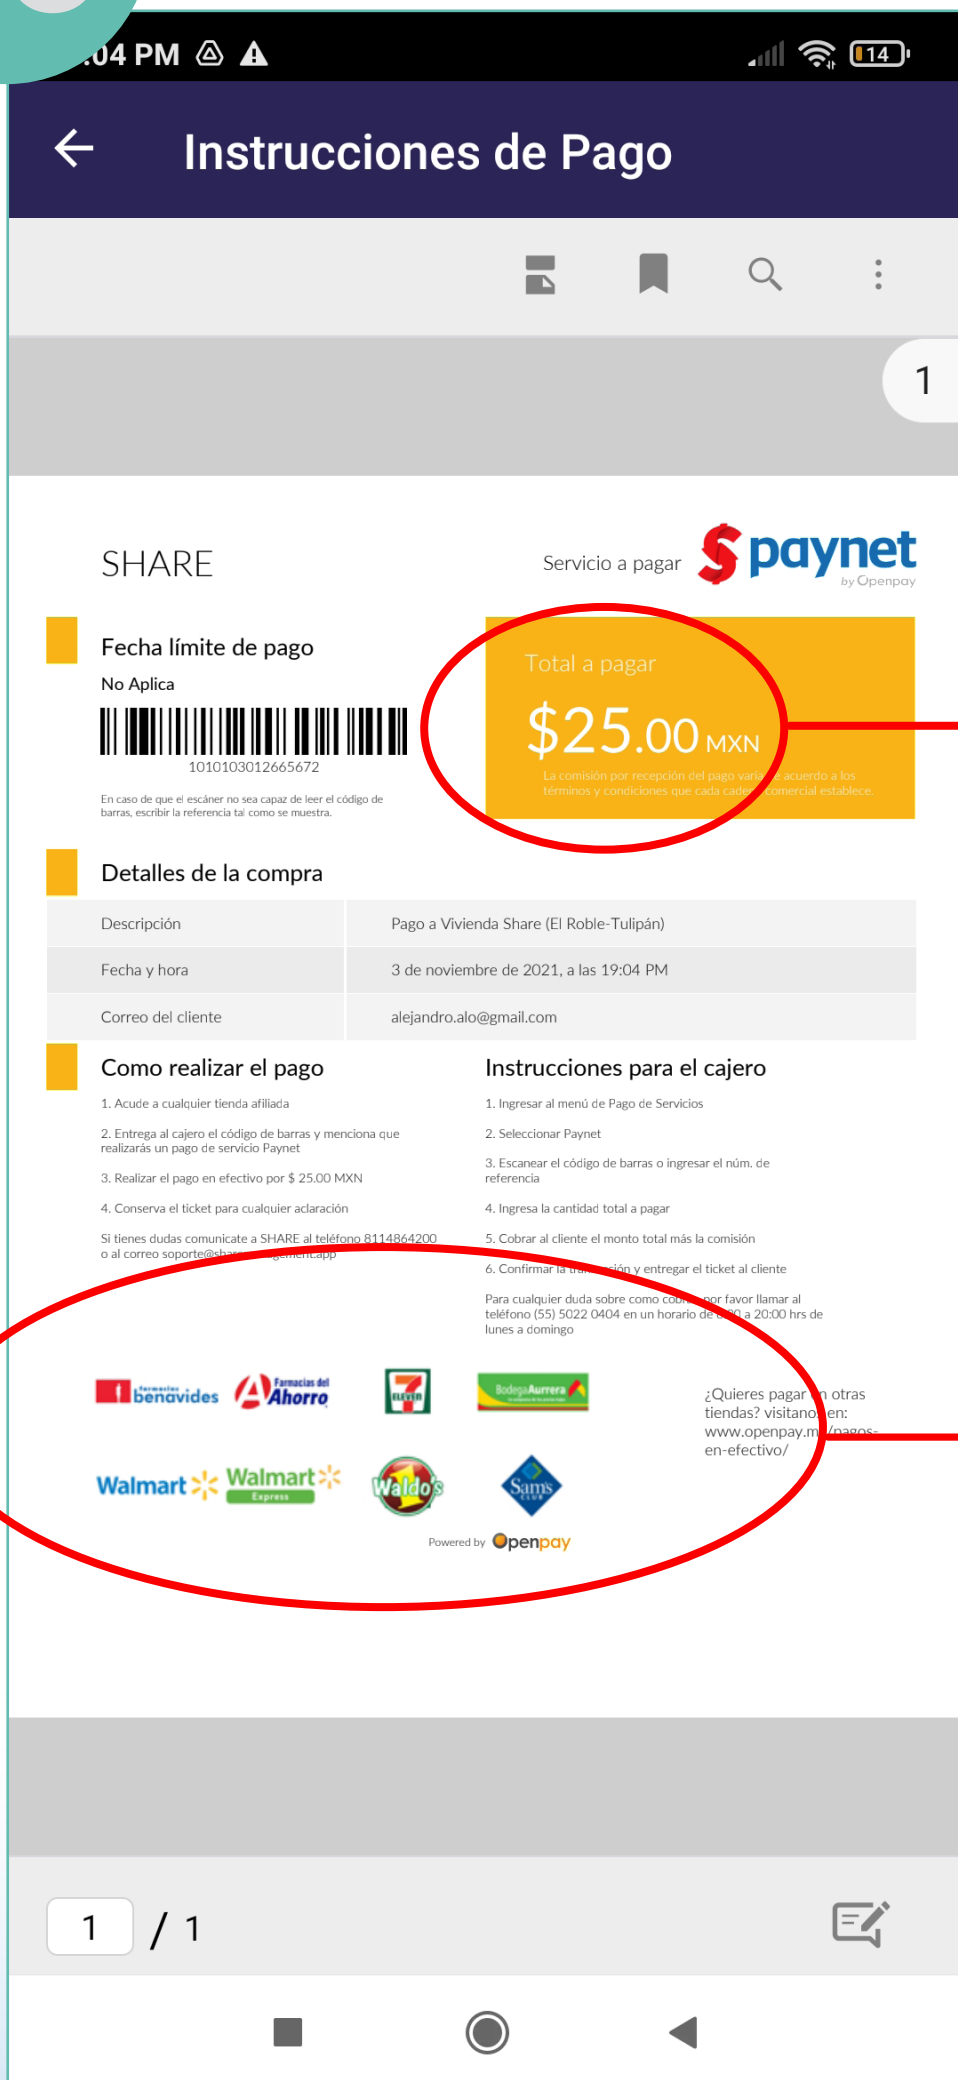 :04 PM
14
Instrucciones de Pago
1
SHARE
Servicio a pagar
paynet
by Openpay
Fecha límite de pago
No Aplica
1010103012665672
En caso de que el escáner no sea capaz de leer el código de
barras, escribir la referencia tal como se muestra.
Total a pagar
$25.00 MXN
La comisión por recepción del pago varía de acuerdo a los
términos y condiciones que cada cadena comercial establece.
Detalles de la compra
Descripción Pago a Vivienda Share (El Roble-Tulipán)
Fecha y hora 3 de noviembre de 2021, a las 19:04 PM
Correo del cliente alejandro.alo@gmail.com
Como realizar el pago
1. Acude a cualquier tienda afiliada
2. Entrega al cajero el código de barras y menciona que
realizarás un pago de servicio Paynet
3. Realizar el pago en efectivo por $ 25.00 MXN
4. Conserva el ticket para cualquier aclaración
Si tienes dudas comunicate a SHARE al teléfono 8114864200
o al correo
Instrucciones para el cajero
1. Ingresar al menú de Pago de Servicios
2. Seleccionar Paynet
3. Escanear el código de barras o ingresar el núm. de
referencia
4. Ingresa la cantidad total a pagar
5. Cobrar al cliente el monto total más la comisión
6. Confirmar la transacción y entregar el ticket al cliente
Para cualquier duda sobre como cobrar, por favor llamar al
teléfono (55) 5022 0404 en un horario de 8:00 a 20:00 hrs de
lunes a domingo
farmacias
benavides
Farmacias del
Ahorro
7
ELEVEN
Bodega Aurrera
Walmart
Walmart
Express
Waldo's
Sam's
CLUB
¿Quieres pagar en otras
tiendas? visitanos en:
www.openpay.mx/pagos-
en-efectivo/
Powered by Openpay
1 / 1